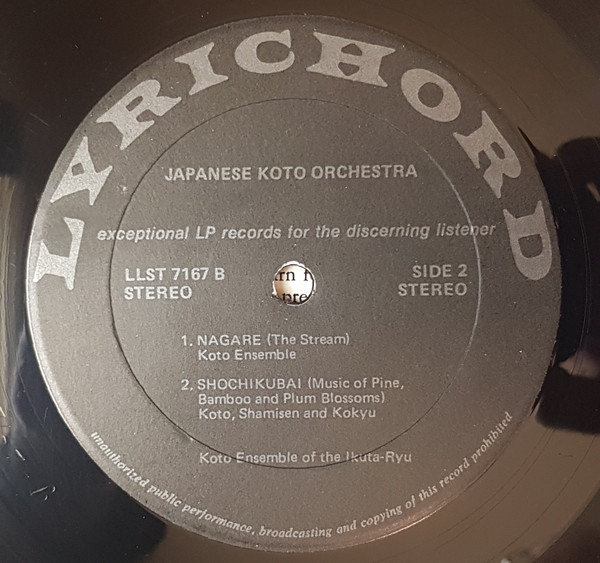 LYRICHORD
JAPANESE KOTO ORCHESTRA
exceptional LP records for the discerning listener
LLST 7167 B
STEREO
SIDE 2
STEREO
1. NAGARE (The Stream)
Koto Ensemble
2. SHOCHIKUBAI (Music of Pine,
Bamboo and Plum Blossoms)
Koto, Shamisen and Kokyu
Koto Ensemble of the Ikuta-Ryu
unauthorized public performance, broadcasting and copying of this record prohibited